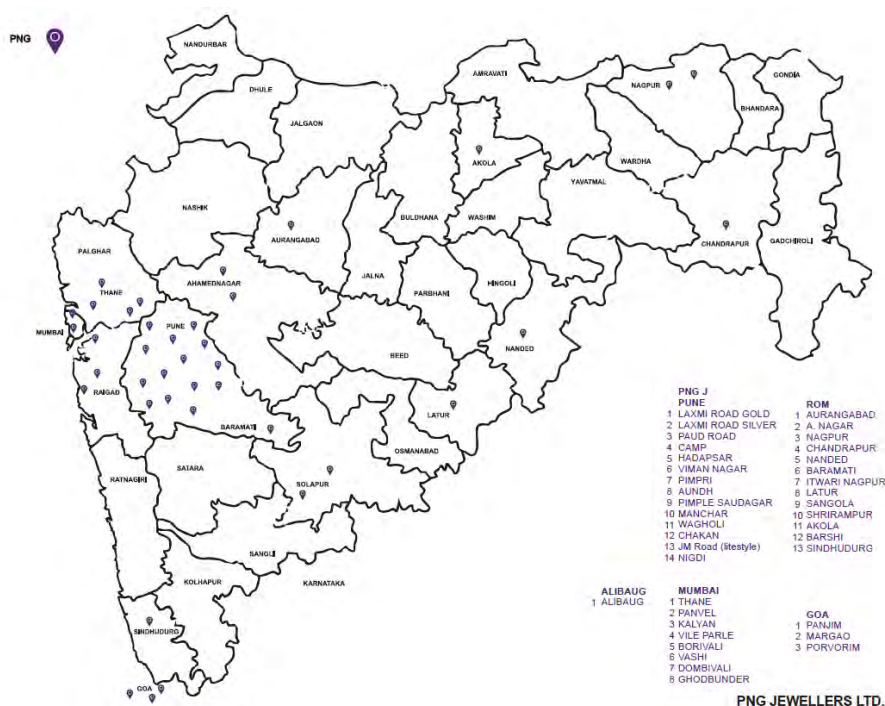 PNG
NANDURBAR
DHULE
JALGAON
AMRAVATI
NAGPUR
BHANDARA
GONDIA
AKOLA
WARDHA
YAVATMAL
NASHIK
BULDHANA
WASHIM
AURANGABAD
CHANDRAPUR
GADCHIROLI
PALGHAR
AHAMEDNAGAR
JALNA
PARBHANI
HINGOLI
THANE
MUMBAI
PUNE
BEED
NANDED
RAIGAD
LATUR
BARAMATI
OSMANABAD
RATNAGIRI
SATARA
SOLAPUR
SANGLI
KOLHAPUR
KARNATAKA
SINDHUDURG
GOA
PNG J
PUNE
1 LAXMI ROAD GOLD
2 LAXMI ROAD SILVER
3 PAUD ROAD
4 CAMP
5 HADAPSAR
6 VIMAN NAGAR
7 PIMPRI
8 AUNDH
9 PIMPLE SAUDAGAR
10 MANCHAR
11 WAGHOLI
12 CHAKAN
13 JM Road (litestyle)
14 NIGDI
ROM
1 AURANGABAD
2 A. NAGAR
3 NAGPUR
4 CHANDRAPUR
5 NANDED
6 BARAMATI
7 ITWARI NAGPUR
8 LATUR
9 SANGOLA
10 SHRIRAMPUR
11 AKOLA
12 BARSHI
13 SINDHUDURG
ALIBAUG
1 ALIBAUG
MUMBAI
1 THANE
2 PANVEL
3 KALYAN
4 VILE PARLE
5 BORIVALI
6 VASHI
7 DOMBIVALI
8 GHODBUNDER
GOA
1 PANJIM
2 MARGAO
3 PORVORIM
PNG JEWELLERS LTD.